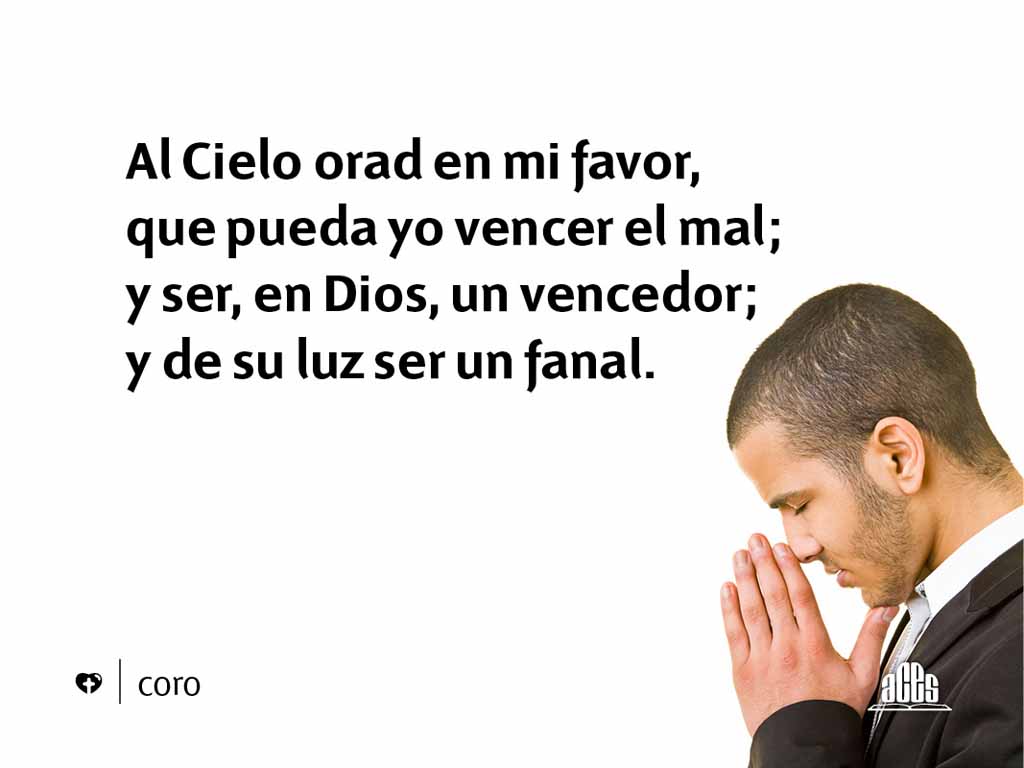 Al Cielo orad en mi favor,
que pueda yo vencer el mal;
y ser, en Dios, un vencedor;
y de su luz ser un fanal.
coro
aces